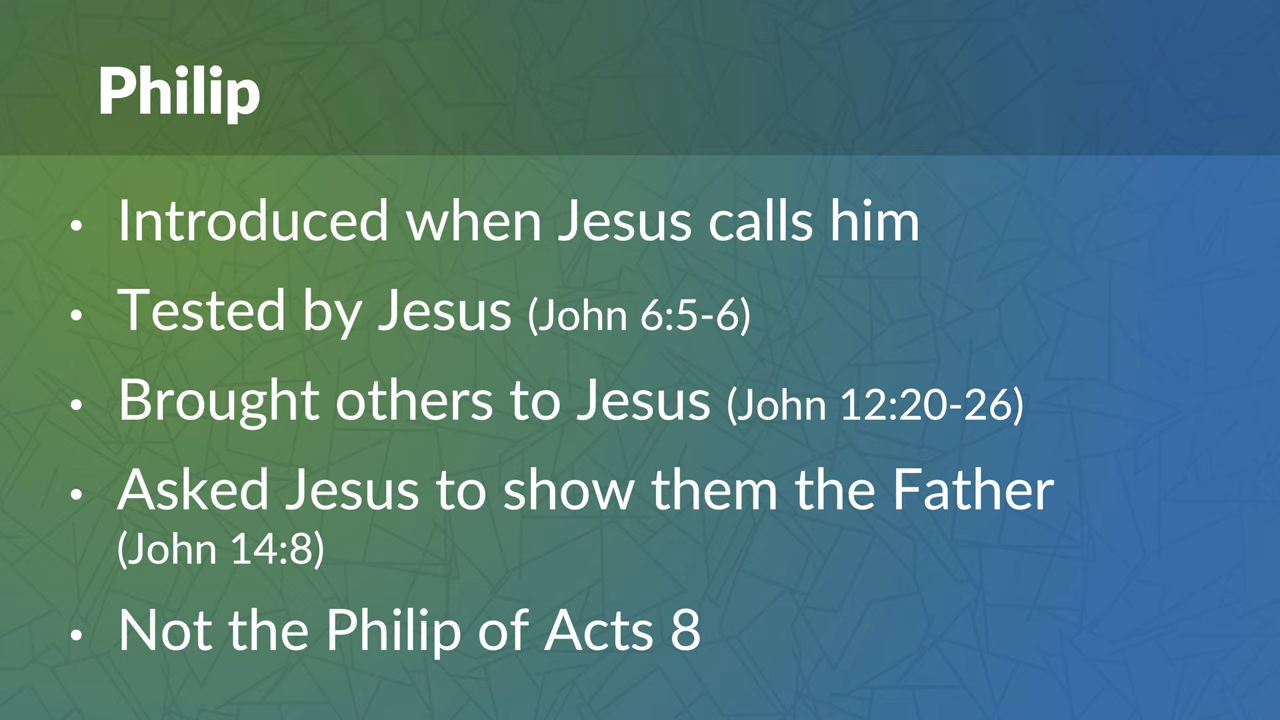 Philip
• Introduced when Jesus calls him
• Tested by Jesus (John 6:5-6)
• Brought others to Jesus (John 12:20-26)
• Asked Jesus to show them the Father
(John 14:8)
• Not the Philip of Acts 8